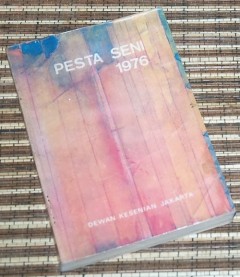 PESTA SENI
1976
DEWAN KESENIAN JAKARTA